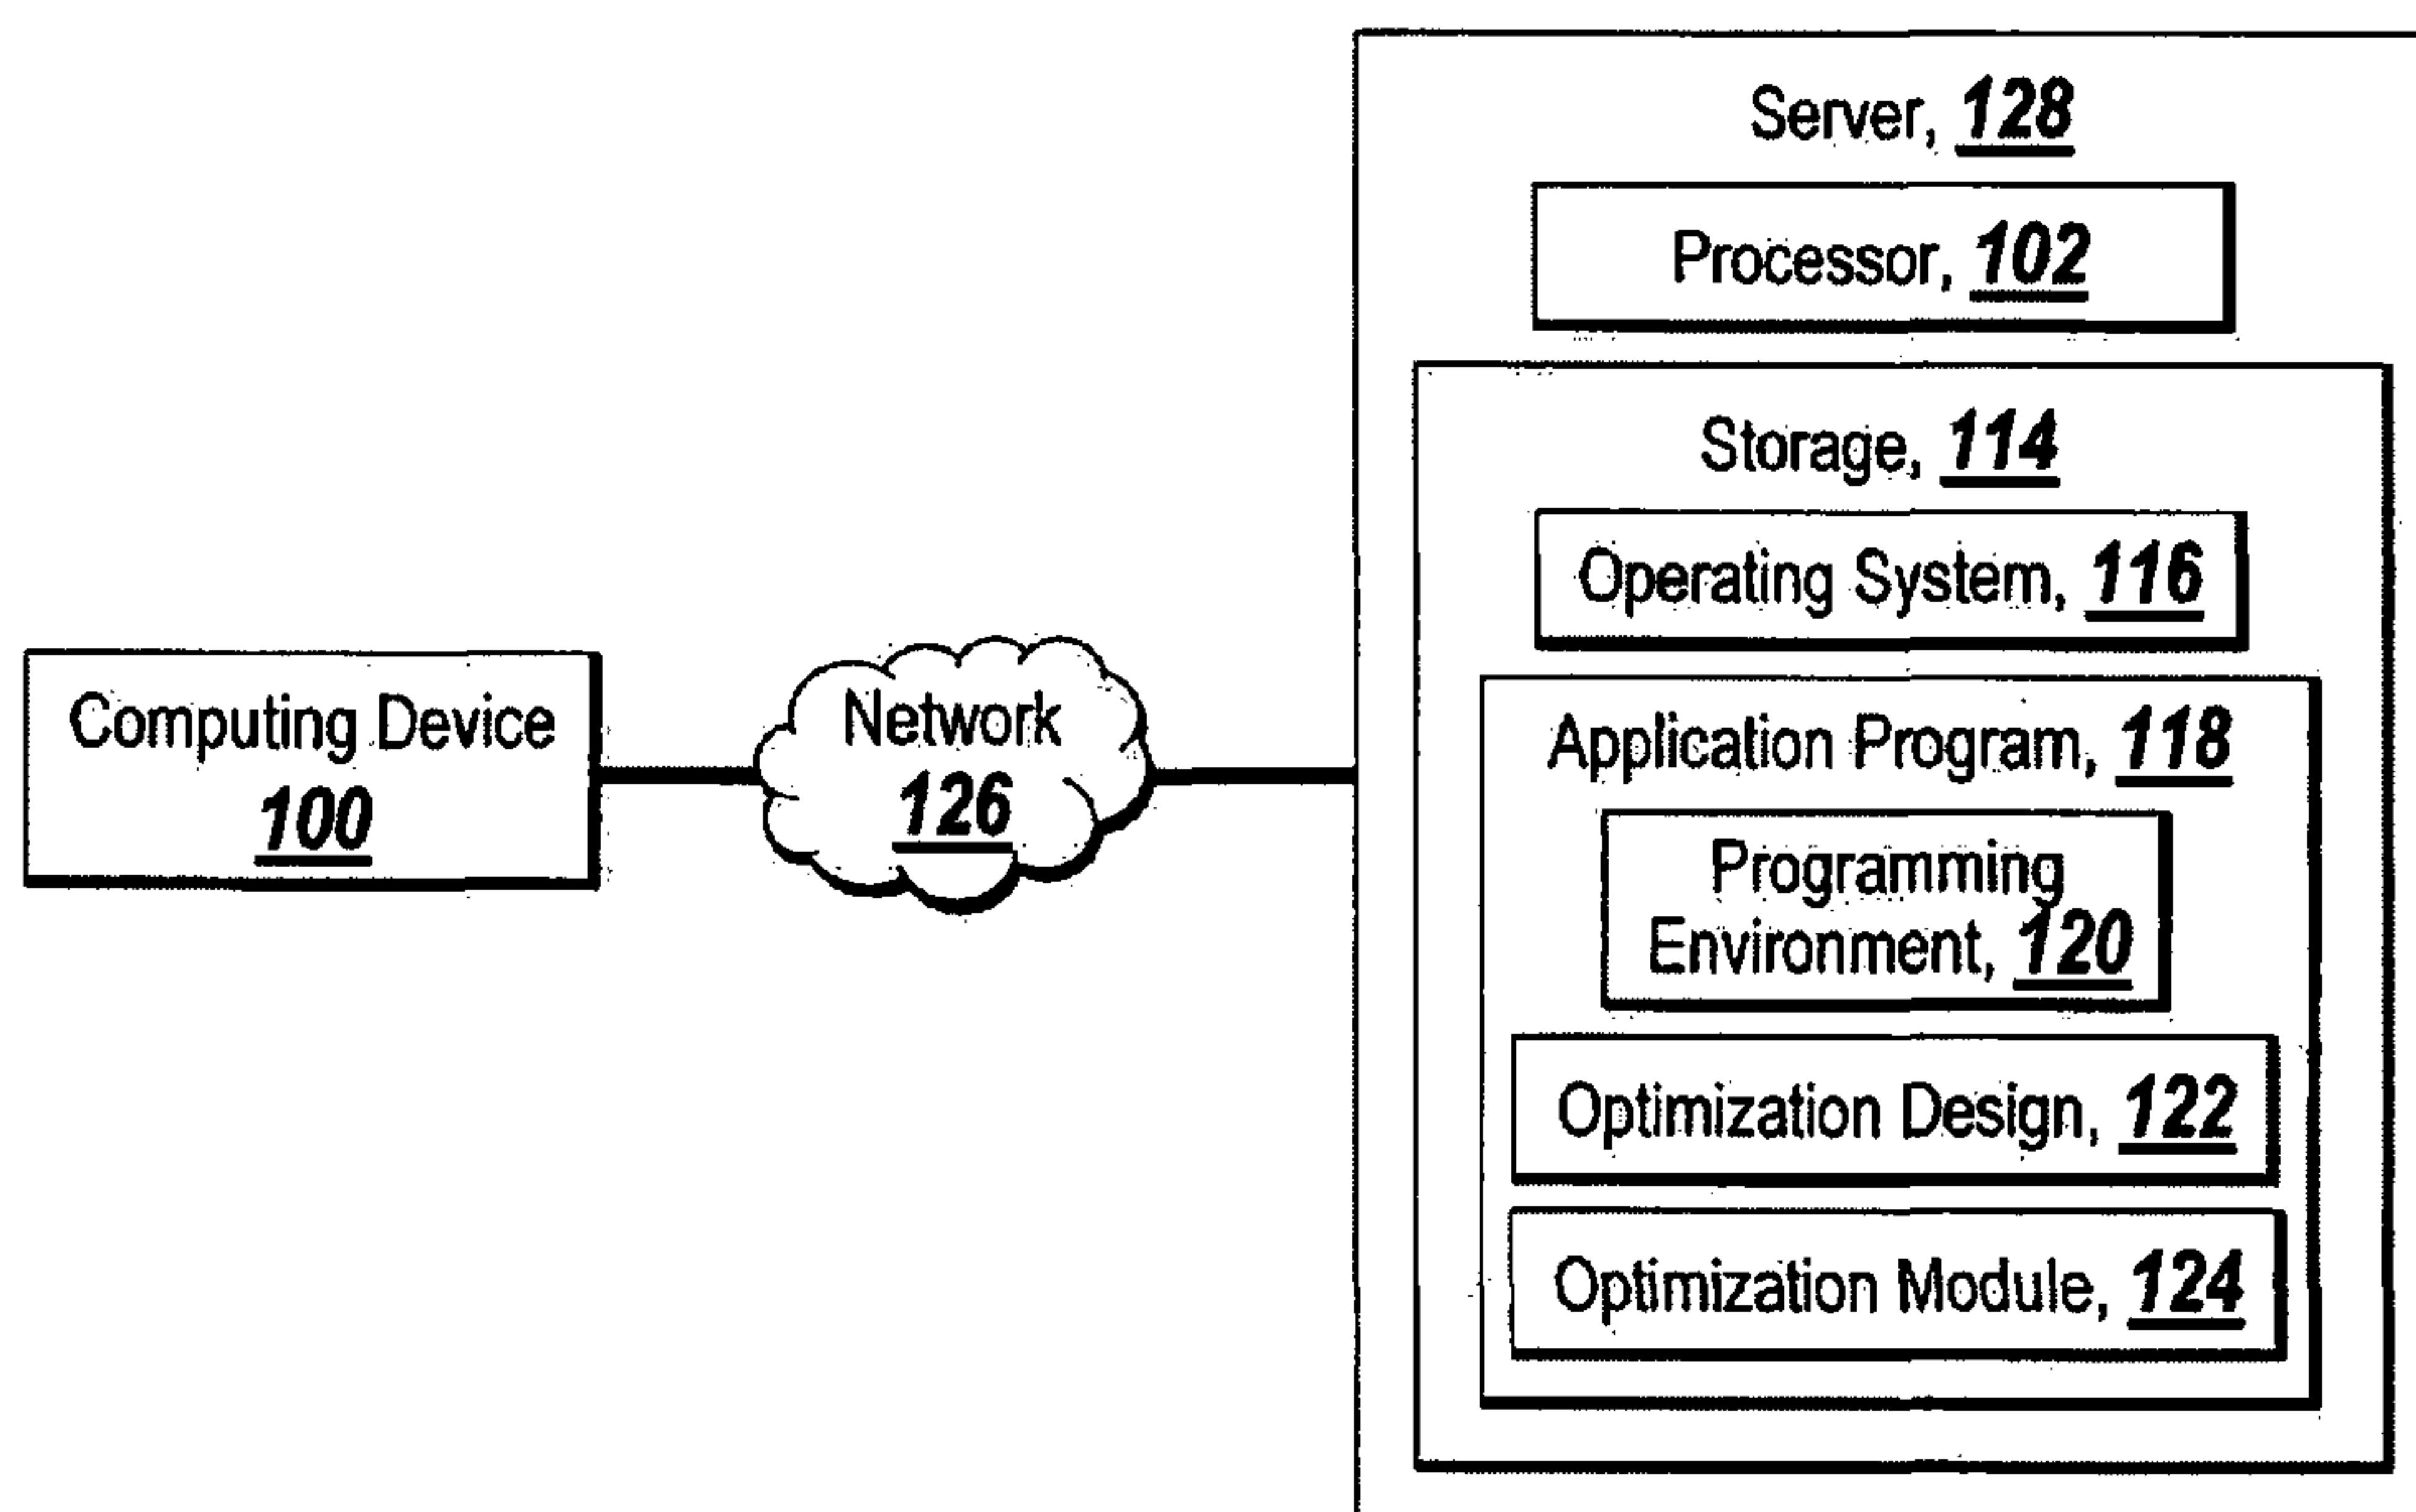 Server, 128
Processor, 102
Storage, 114
Operating System, 116
Computing Device
100
Network
126
Application Program, 118
Programming
Environment, 120
Optimization Design, 122
Optimization Module, 124